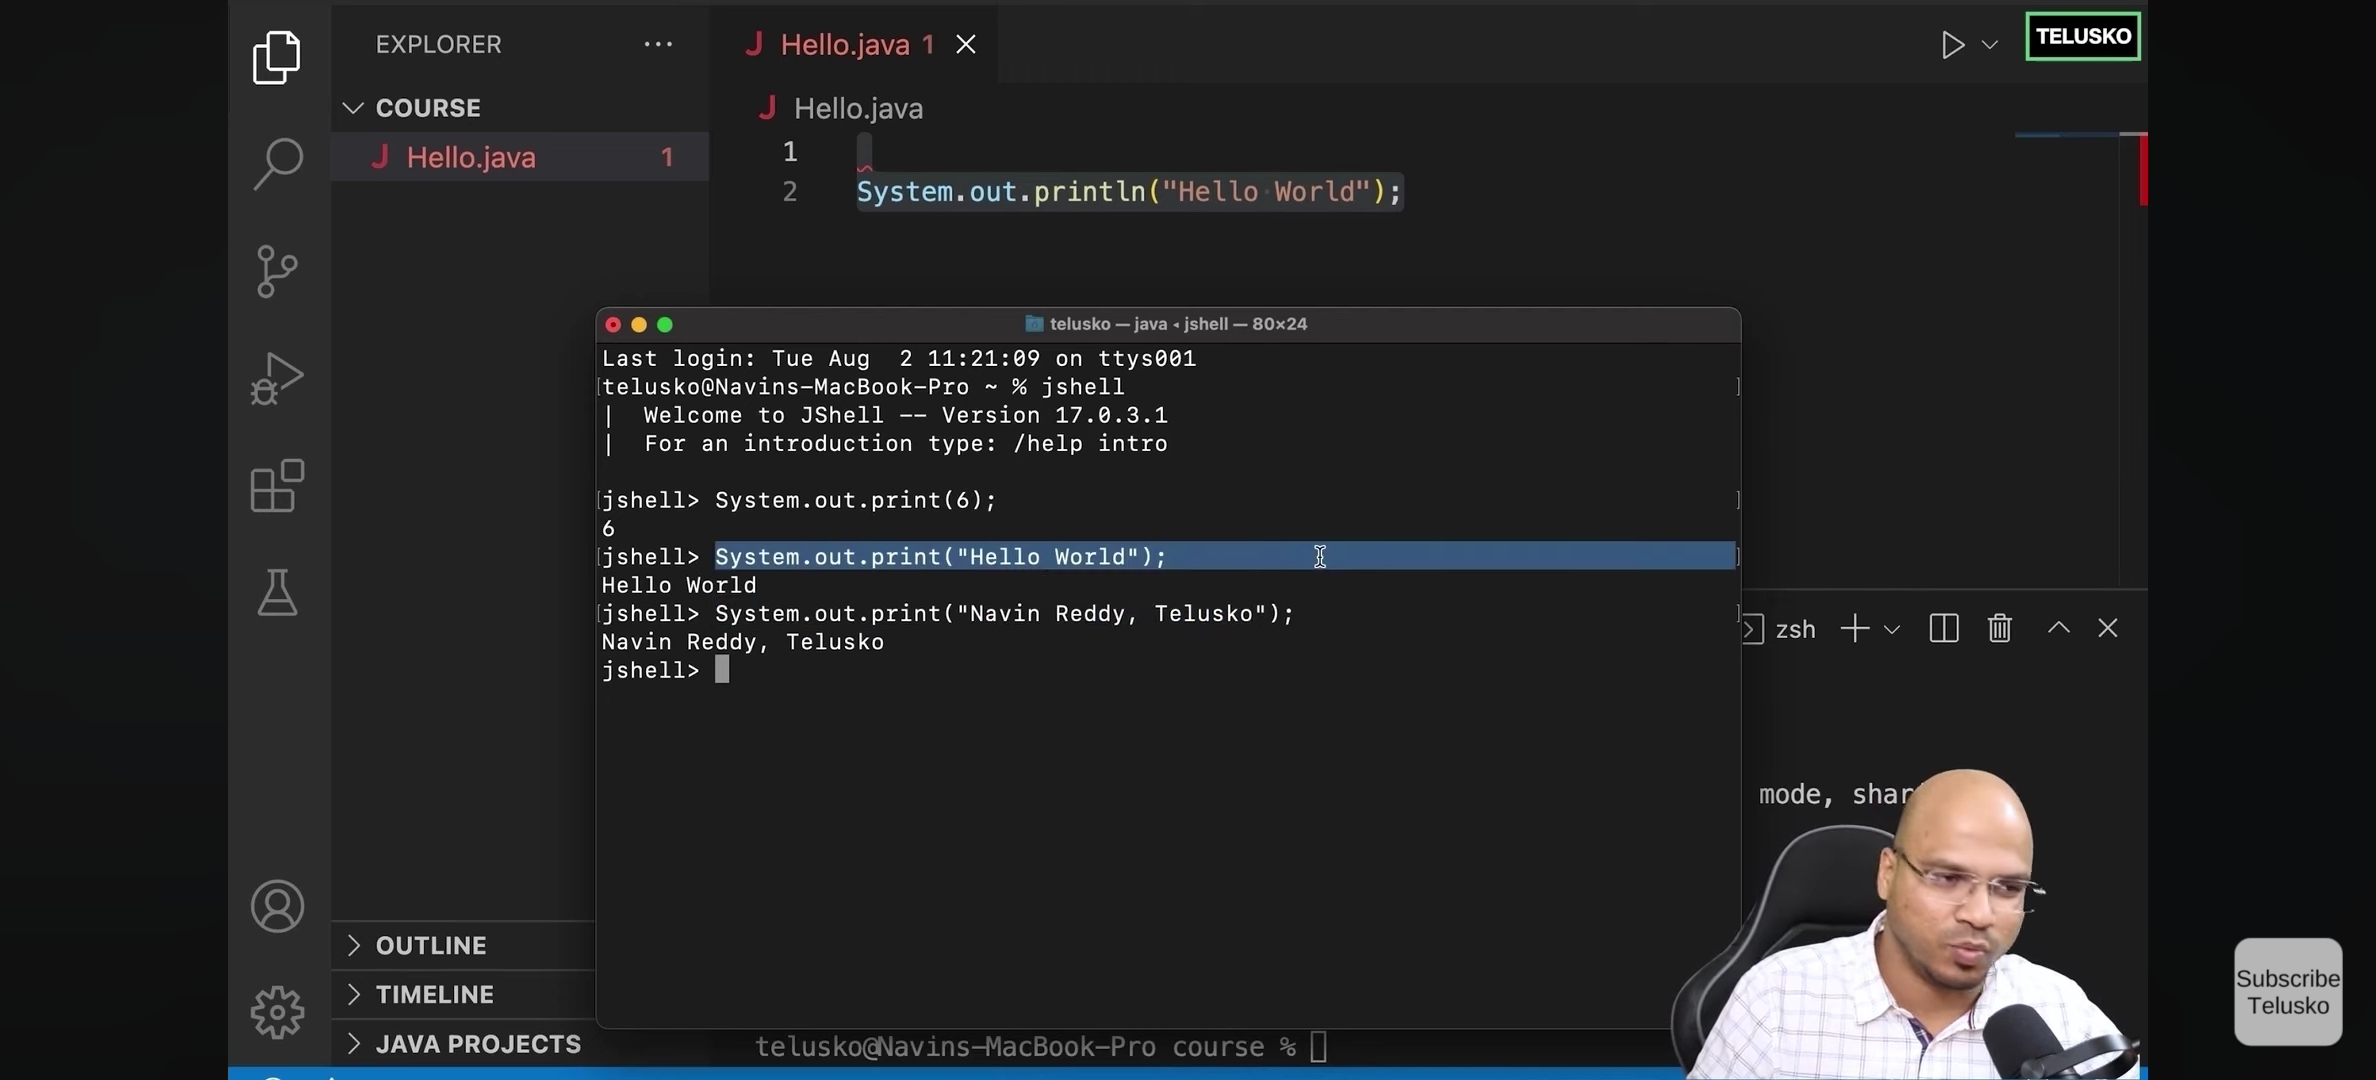 EXPLORER
COURSE
J Hello.java 1
OUTLINE
TIMELINE
JAVA PROJECTS
J Hello.java 1
TELUSKO
J Hello.java
1
2 System.out.println("Hello World");
telusko — java ◂ jshell — 80×24
Last login: Tue Aug  2 11:21:09 on ttys001
telusko@Navins-MacBook-Pro ~ % jshell
|  Welcome to JShell -- Version 17.0.3.1
|  For an introduction type: /help intro
jshell> System.out.print(6);
6
jshell> System.out.print("Hello World");
Hello World
jshell> System.out.print("Navin Reddy, Telusko");
Navin Reddy, Telusko
jshell>
zsh
mode,
telusko@Navins-MacBook-Pro course %
Subscribe
Telusko